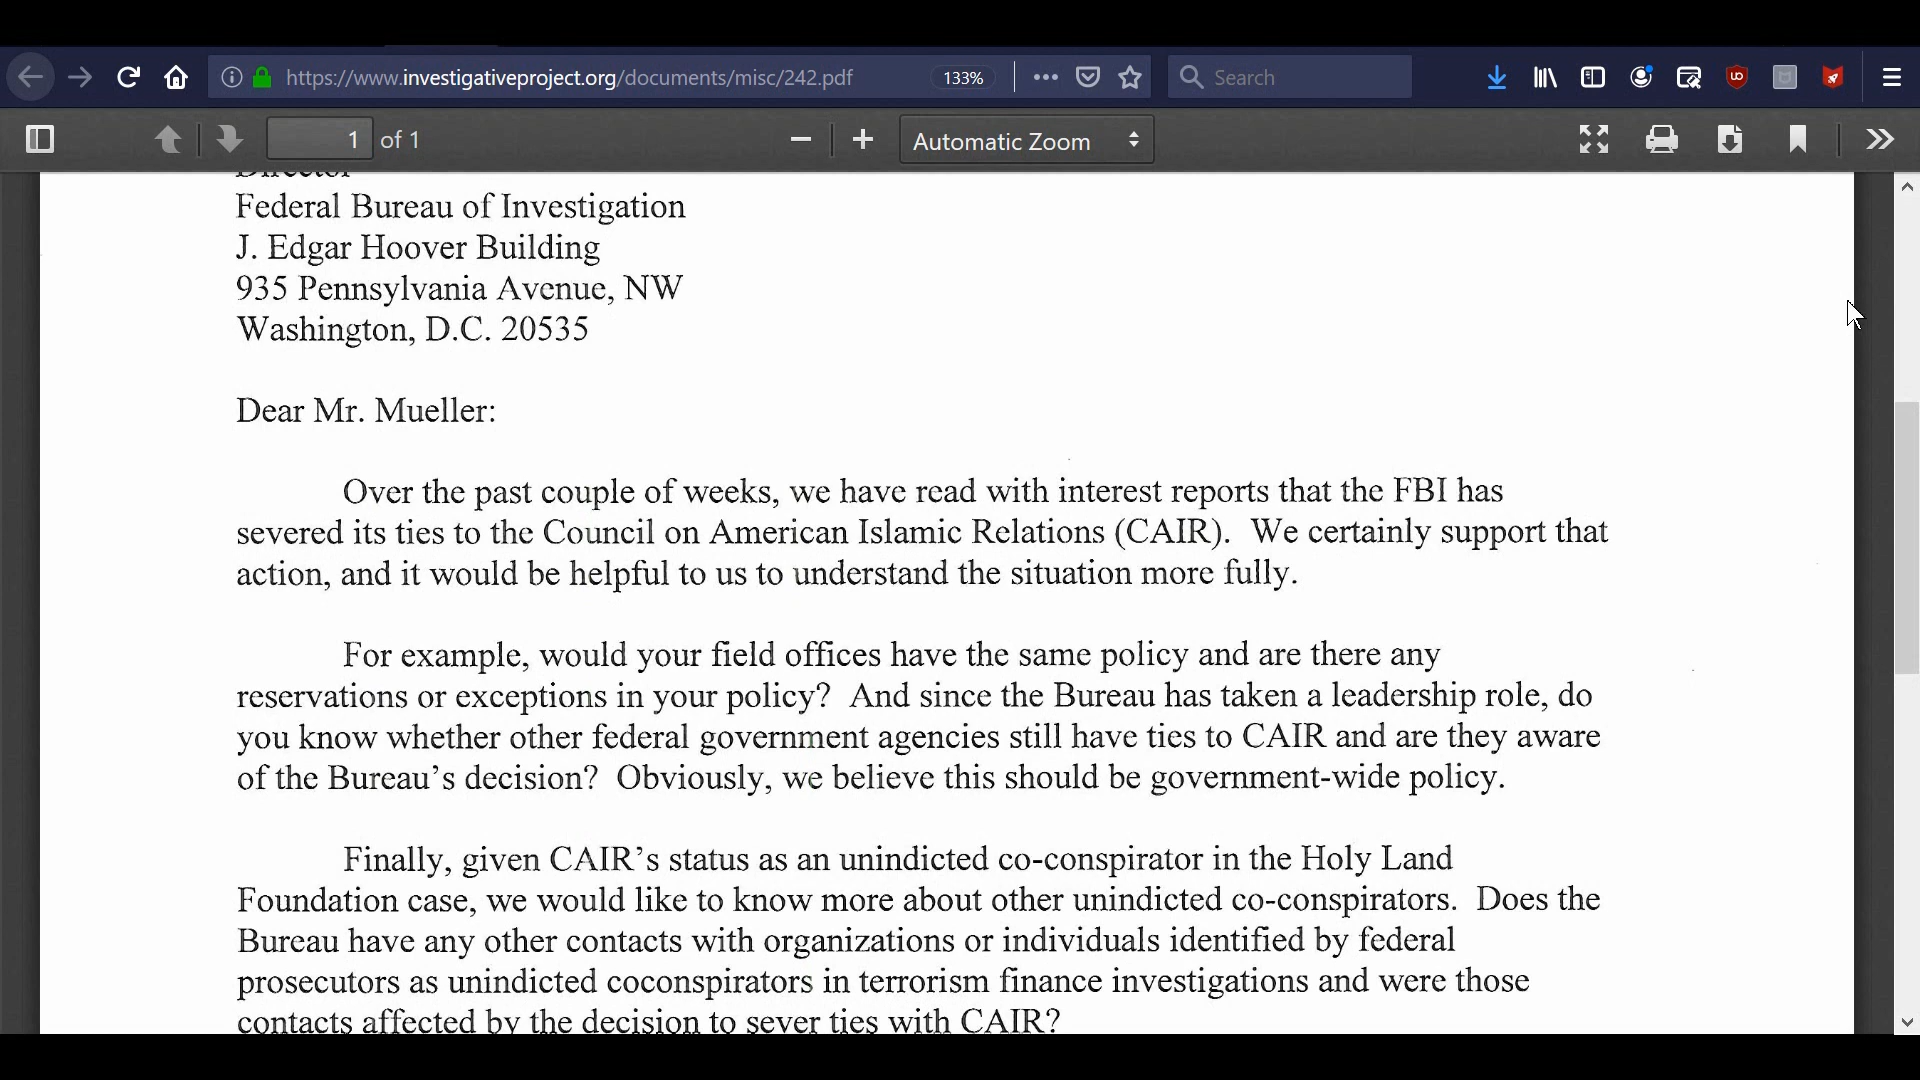 https://www.investigativeproject.org/documents/misc/242.pdf
133%
Search
1 of 1
Automatic Zoom
Director
Federal Bureau of Investigation
J. Edgar Hoover Building
935 Pennsylvania Avenue, NW
Washington, D.C. 20535
Dear Mr. Mueller:
Over the past couple of weeks, we have read with interest reports that the FBI has
severed its ties to the Council on American Islamic Relations (CAIR).  We certainly support that
action, and it would be helpful to us to understand the situation more fully.
For example, would your field offices have the same policy and are there any
reservations or exceptions in your policy?  And since the Bureau has taken a leadership role, do
you know whether other federal government agencies still have ties to CAIR and are they aware
of the Bureau's decision?  Obviously, we believe this should be government-wide policy.
Finally, given CAIR's status as an unindicted co-conspirator in the Holy Land
Foundation case, we would like to know more about other unindicted co-conspirators.  Does the
Bureau have any other contacts with organizations or individuals identified by federal
prosecutors as unindicted coconspirators in terrorism finance investigations and were those
contacts affected by the decision to sever ties with CAIR?